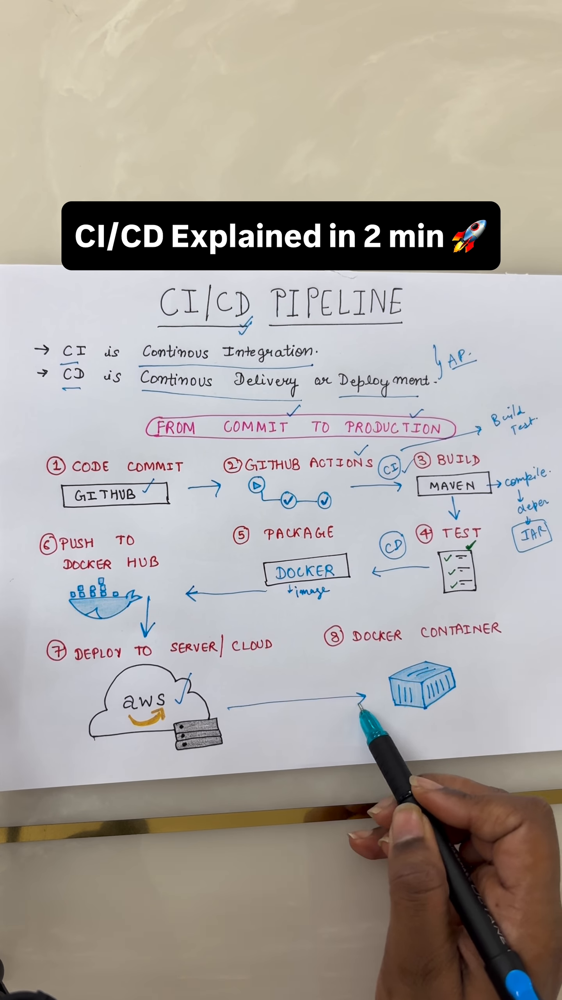 CI/CD Explained in 2 min 🚀
CI/CD PIPELINE
→ CI is Continous Integration.
→ CD is Continous Delivery or Deployment.
AP.
FROM COMMIT TO PRODUCTION
Build
Test.
① CODE COMMIT
GITHUB
② GITHUB ACTIONS
CI
③ BUILD
MAVEN
compile.
depen
JAR
④ TEST
CD
⑤ PACKAGE
DOCKER
image
⑥ PUSH TO
DOCKER HUB
⑦ DEPLOY TO SERVER/CLOUD
aws
⑧ DOCKER CONTAINER